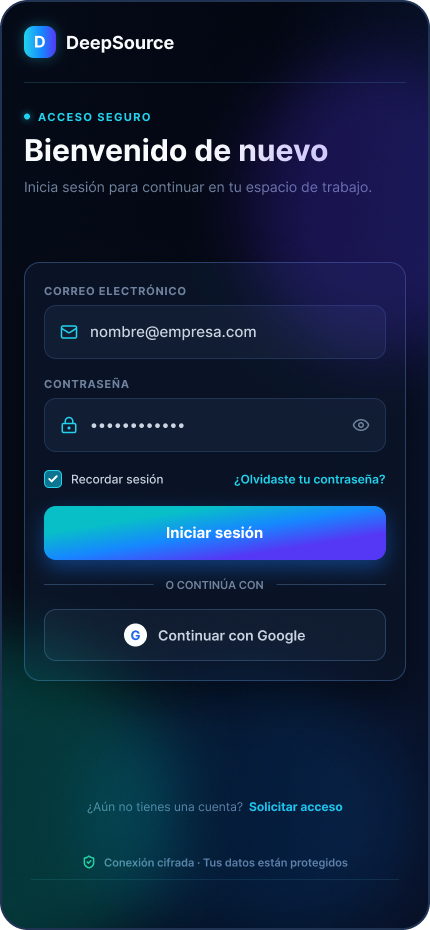 D DeepSource
ACCESO SEGURO
Bienvenido de nuevo
Inicia sesión para continuar en tu espacio de trabajo.
CORREO ELECTRÓNICO
nombre@empresa.com
CONTRASEÑA
••••••••••••
Recordar sesión ¿Olvidaste tu contraseña?
Iniciar sesión
O CONTINÚA CON
G Continuar con Google
¿Aún no tienes una cuenta? Solicitar acceso
Conexión cifrada · Tus datos están protegidos